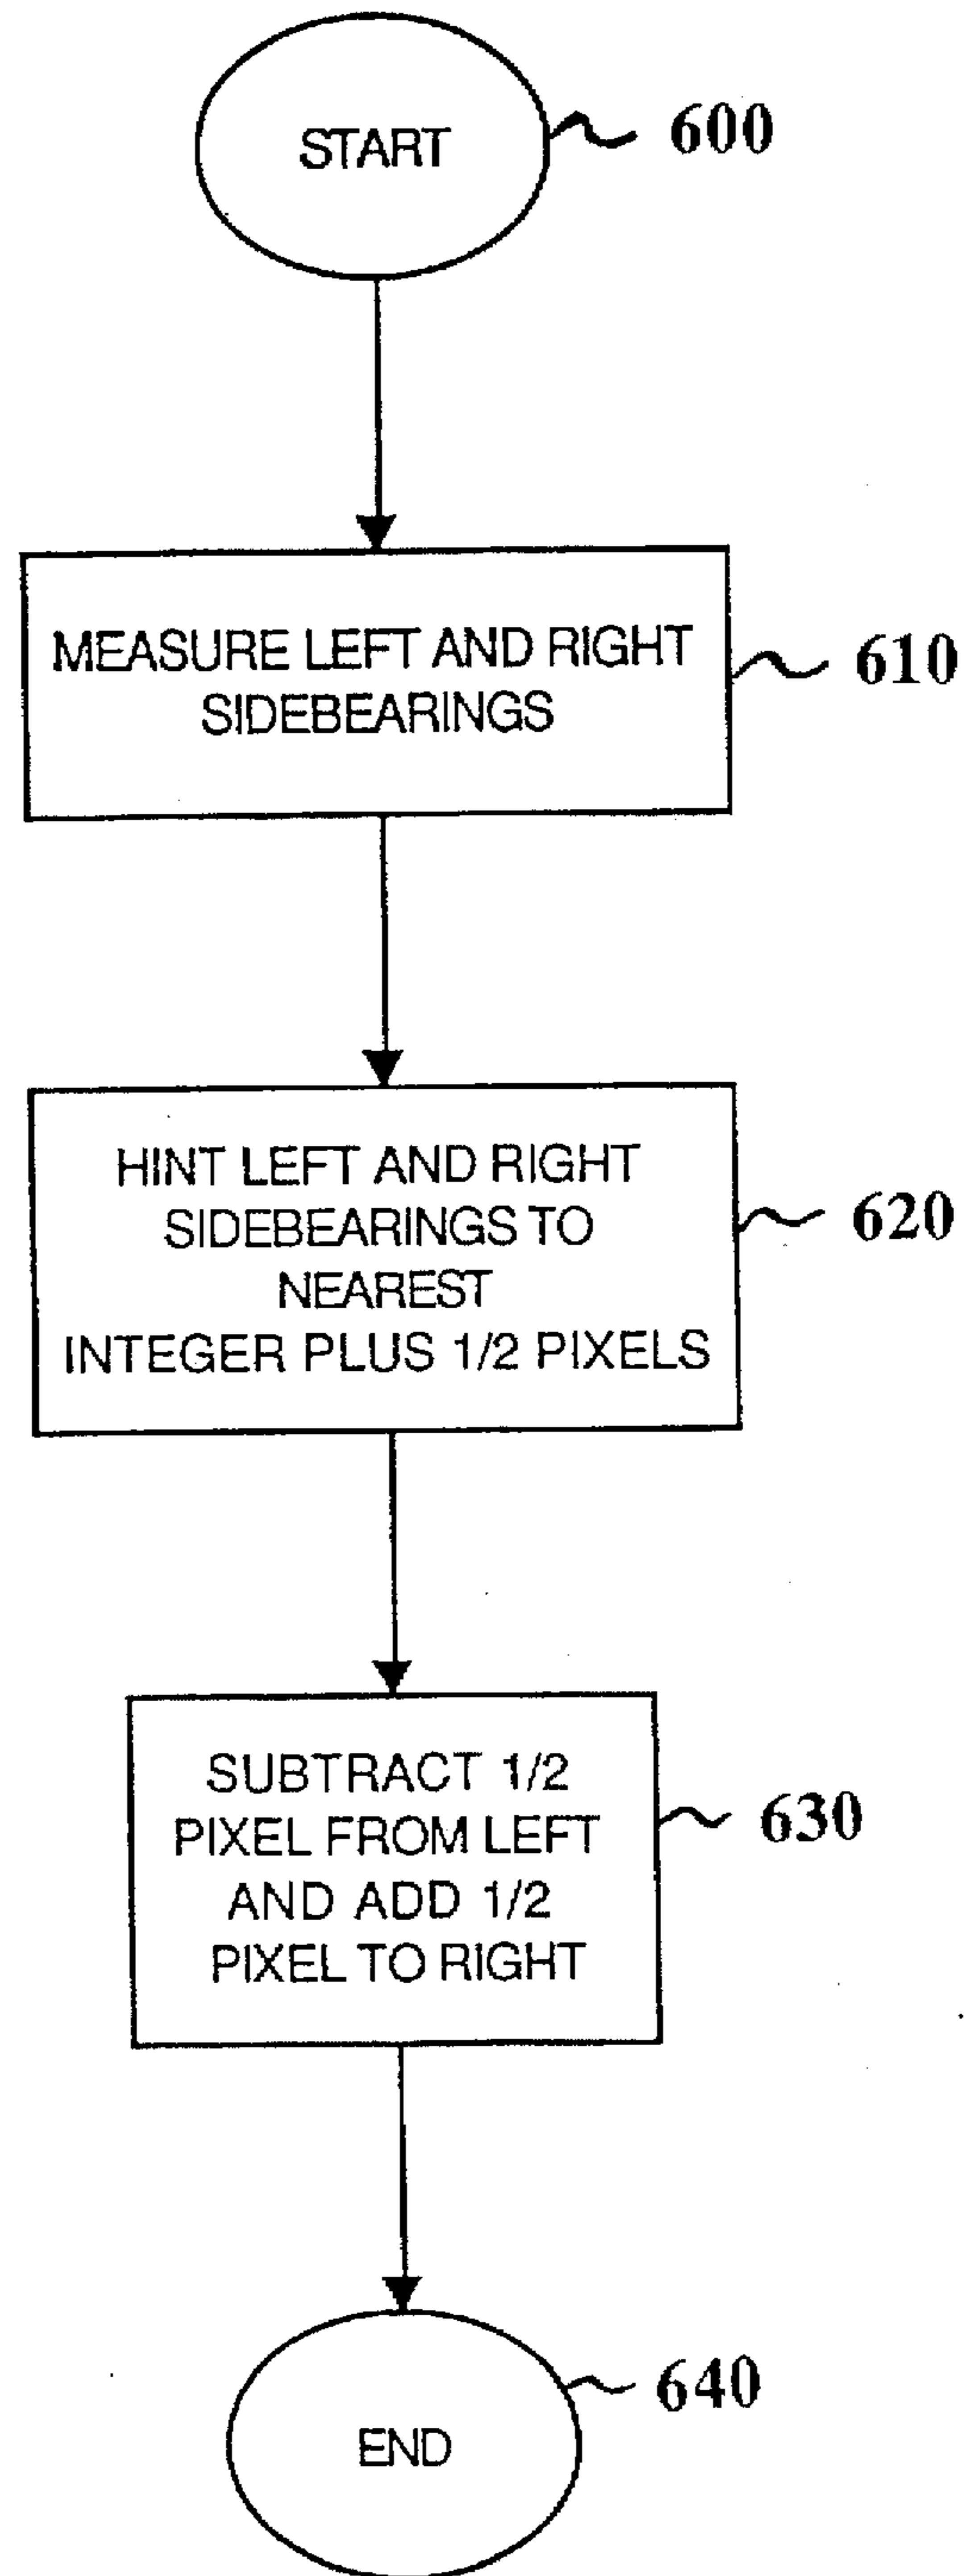 START
600
MEASURE LEFT AND RIGHT
SIDEBEARINGS
610
HINT LEFT AND RIGHT
SIDEBEARINGS TO
NEAREST
INTEGER PLUS 1/2 PIXELS
620
SUBTRACT 1/2
PIXEL FROM LEFT
AND ADD 1/2
PIXEL TO RIGHT
630
END
640